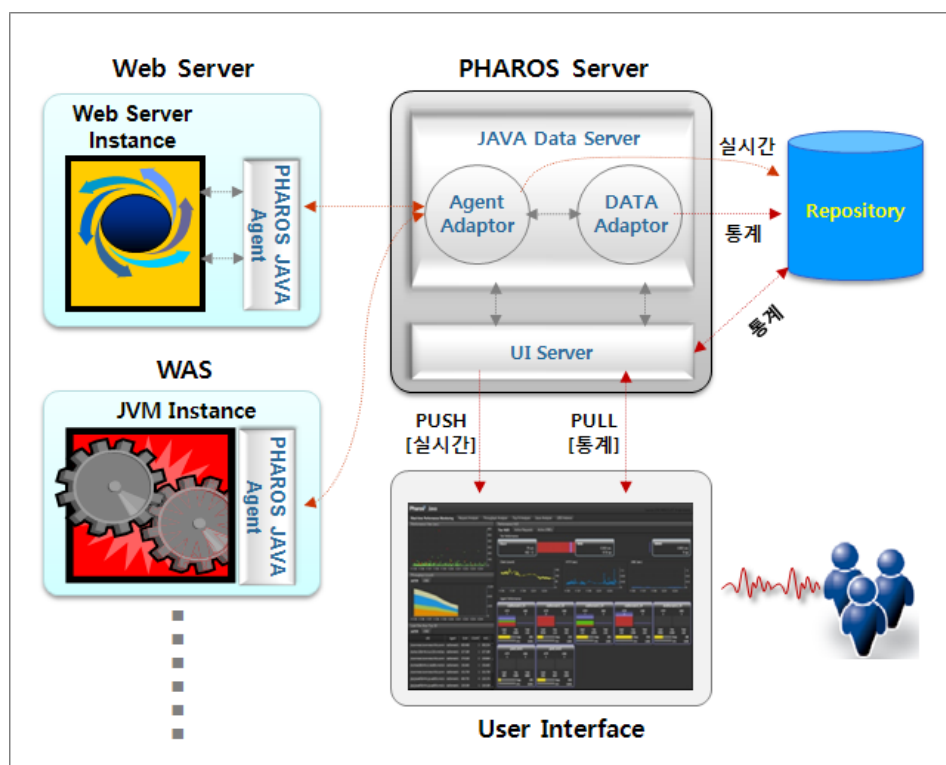 Web Server
PHAROS Server
Web Server
Instance
PHAROS JAVA
Agent
JAVA Data Server
Agent
Adaptor
DATA
Adaptor
실시간
통계
Repository
통계
UI Server
WAS
JVM Instance
PHAROS JAVA
Agent
PUSH
[실시간]
PULL
[통계]
User Interface